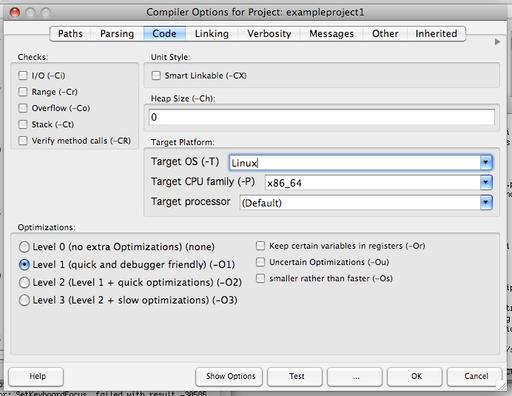 Compiler Options for Project: exampleproject1
Paths Parsing Code Linking Verbosity Messages Other Inherited
Checks:
I/O (-Ci)
Range (-Cr)
Overflow (-Co)
Stack (-Ct)
Verify method calls (-CR)
Unit Style:
Smart Linkable (-CX)
Heap Size (-Ch):
0
Target Platform:
Target OS (-T) Linux
Target CPU family (-P) x86_64
Target processor (Default)
Optimizations:
Level 0 (no extra Optimizations) (none)
Level 1 (quick and debugger friendly) (-O1)
Level 2 (Level 1 + quick optimizations) (-O2)
Level 3 (Level 2 + slow optimizations) (-O3)
Keep certain variables in registers (-Or)
Uncertain Optimizations (-Ou)
smaller rather than faster (-Os)
Help Show Options Test ... OK Cancel
or: SetKeyboardFocus, failed with result -30585